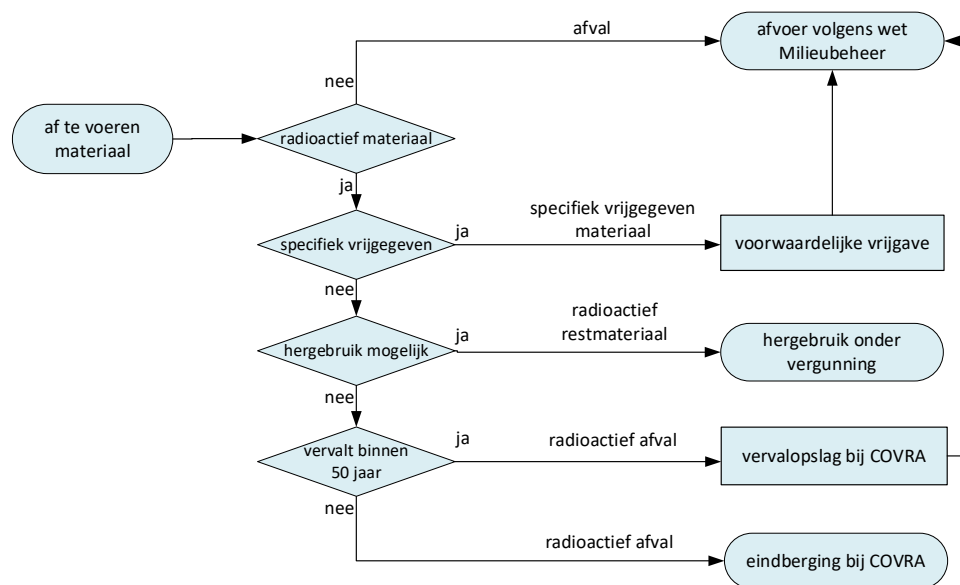 afval
afvoer volgens wet
Milieubeheer
nee
af te voeren
materiaal
radioactief materiaal
ja
specifiek vrijgegeven
materiaal
specifiek vrijgegeven
ja
voorwaardelijke vrijgave
nee
radioactief
restmateriaal
hergebruik mogelijk
ja
hergebruik onder
vergunning
nee
vervalt binnen
50 jaar
ja
radioactief afval
vervalopslag bij COVRA
nee
radioactief afval
eindberging bij COVRA